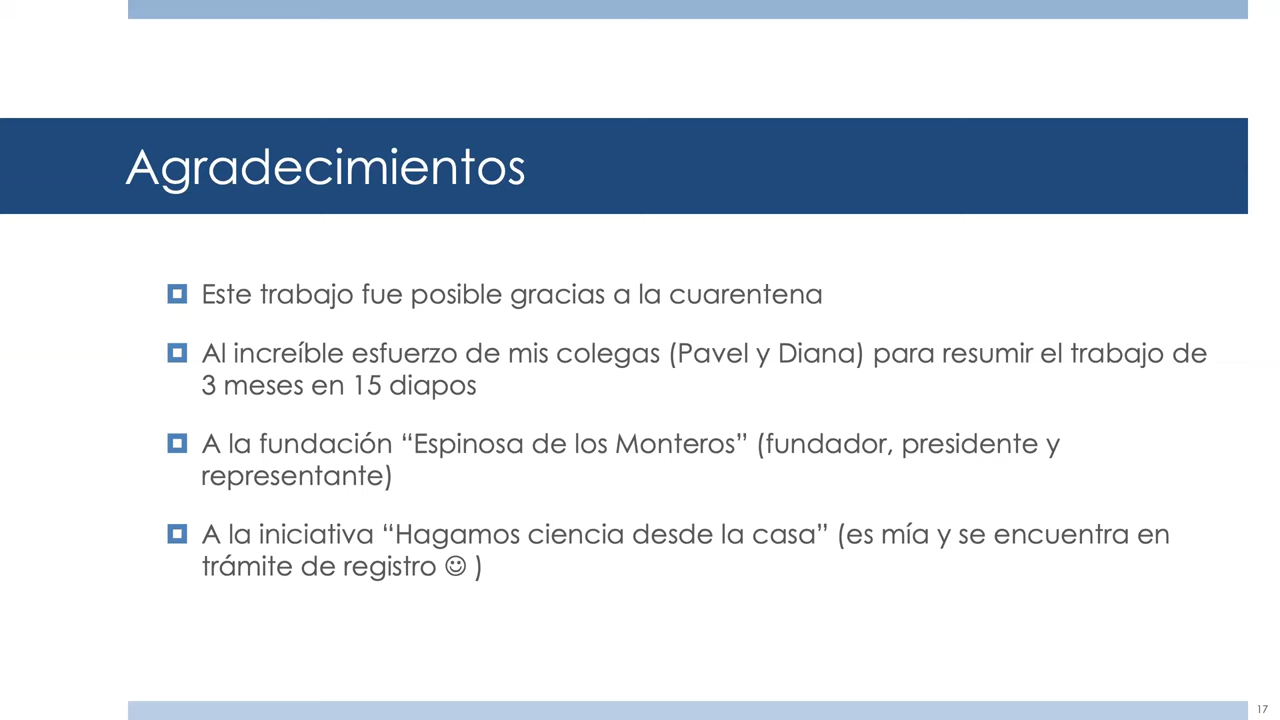 Agradecimientos
Este trabajo fue posible gracias a la cuarentena
Al increíble esfuerzo de mis colegas (Pavel y Diana) para resumir el trabajo de
3 meses en 15 diapos
A la fundación “Espinosa de los Monteros” (fundador, presidente y
representante)
A la iniciativa “Hagamos ciencia desde la casa” (es mía y se encuentra en
trámite de registro ☺ )
17